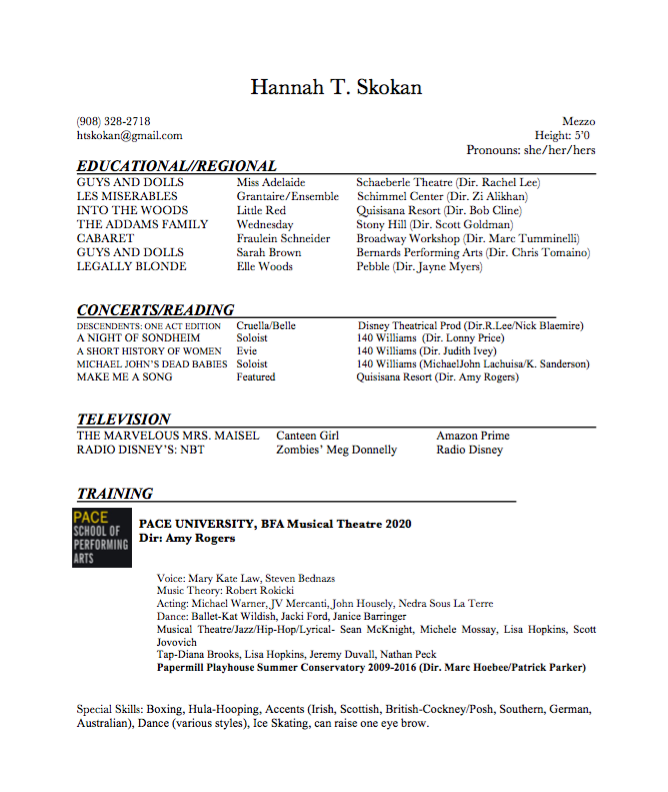 Hannah T. Skokan
(908) 328-2718 Mezzo
htskokan@gmail.com Height: 5'0
Pronouns: she/her/hers
EDUCATIONAL//REGIONAL
GUYS AND DOLLS Miss Adelaide Schaeberle Theatre (Dir. Rachel Lee)
LES MISERABLES Grantaire/Ensemble Schimmel Center (Dir. Zi Alikhan)
INTO THE WOODS Little Red Quisisana Resort (Dir. Bob Cline)
THE ADDAMS FAMILY Wednesday Stony Hill (Dir. Scott Goldman)
CABARET Fraulein Schneider Broadway Workshop (Dir. Marc Tumminelli)
GUYS AND DOLLS Sarah Brown Bernards Performing Arts (Dir. Chris Tomaino)
LEGALLY BLONDE Elle Woods Pebble (Dir. Jayne Myers)
CONCERTS/READING
DESCENDENTS: ONE ACT EDITION Cruella/Belle Disney Theatrical Prod (Dir.R.Lee/Nick Blaemire)
A NIGHT OF SONDHEIM Soloist 140 Williams (Dir. Lonny Price)
A SHORT HISTORY OF WOMEN Evie 140 Williams (Dir. Judith Ivey)
MICHAEL JOHN'S DEAD BABIES Soloist 140 Williams (MichaelJohn Lachuisa/K. Sanderson)
MAKE ME A SONG Featured Quisisana Resort (Dir. Amy Rogers)
TELEVISION
THE MARVELOUS MRS. MAISEL Canteen Girl Amazon Prime
RADIO DISNEY'S: NBT Zombies' Meg Donnelly Radio Disney
TRAINING
PACE
SCHOOL OF
PERFORMING
ARTS
PACE UNIVERSITY, BFA Musical Theatre 2020
Dir: Amy Rogers
Voice: Mary Kate Law, Steven Bednazs
Music Theory: Robert Rokicki
Acting: Michael Warner, JV Mercanti, John Housely, Nedra Sous La Terre
Dance: Ballet-Kat Wildish, Jacki Ford, Janice Barringer
Musical Theatre/Jazz/Hip-Hop/Lyrical- Sean McKnight, Michele Mossay, Lisa Hopkins, Scott
Jovovich
Tap-Diana Brooks, Lisa Hopkins, Jeremy Duvall, Nathan Peck
Papermill Playhouse Summer Conservatory 2009-2016 (Dir. Marc Hoebee/Patrick Parker)
Special Skills: Boxing, Hula-Hooping, Accents (Irish, Scottish, British-Cockney/Posh, Southern, German,
Australian), Dance (various styles), Ice Skating, can raise one eye brow.